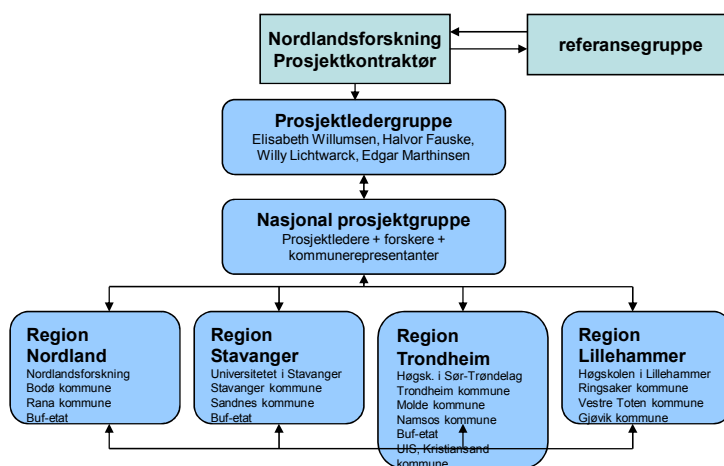 Nordlandsforskning
Prosjektkontraktør
referansegruppe
Prosjektledergruppe
Elisabeth Willumsen, Halvor Fauske,
Willy Lichtwarck, Edgar Marthinsen
Nasjonal prosjektgruppe
Prosjektledere + forskere +
kommunerepresentanter
Region
Nordland
Nordlandsforskning
Bodø kommune
Rana kommune
Buf-etat
Region
Stavanger
Universitetet i Stavanger
Stavanger kommune
Sandnes kommune
Buf-etat
Region
Trondheim
Høgsk. i Sør-Trøndelag
Trondheim kommune
Molde kommune
Namsos kommune
Buf-etat
UIS, Kristiansand
kommune
Region
Lillehammer
Høgskolen i Lillehammer
Ringsaker kommune
Vestre Toten kommune
Gjøvik kommune